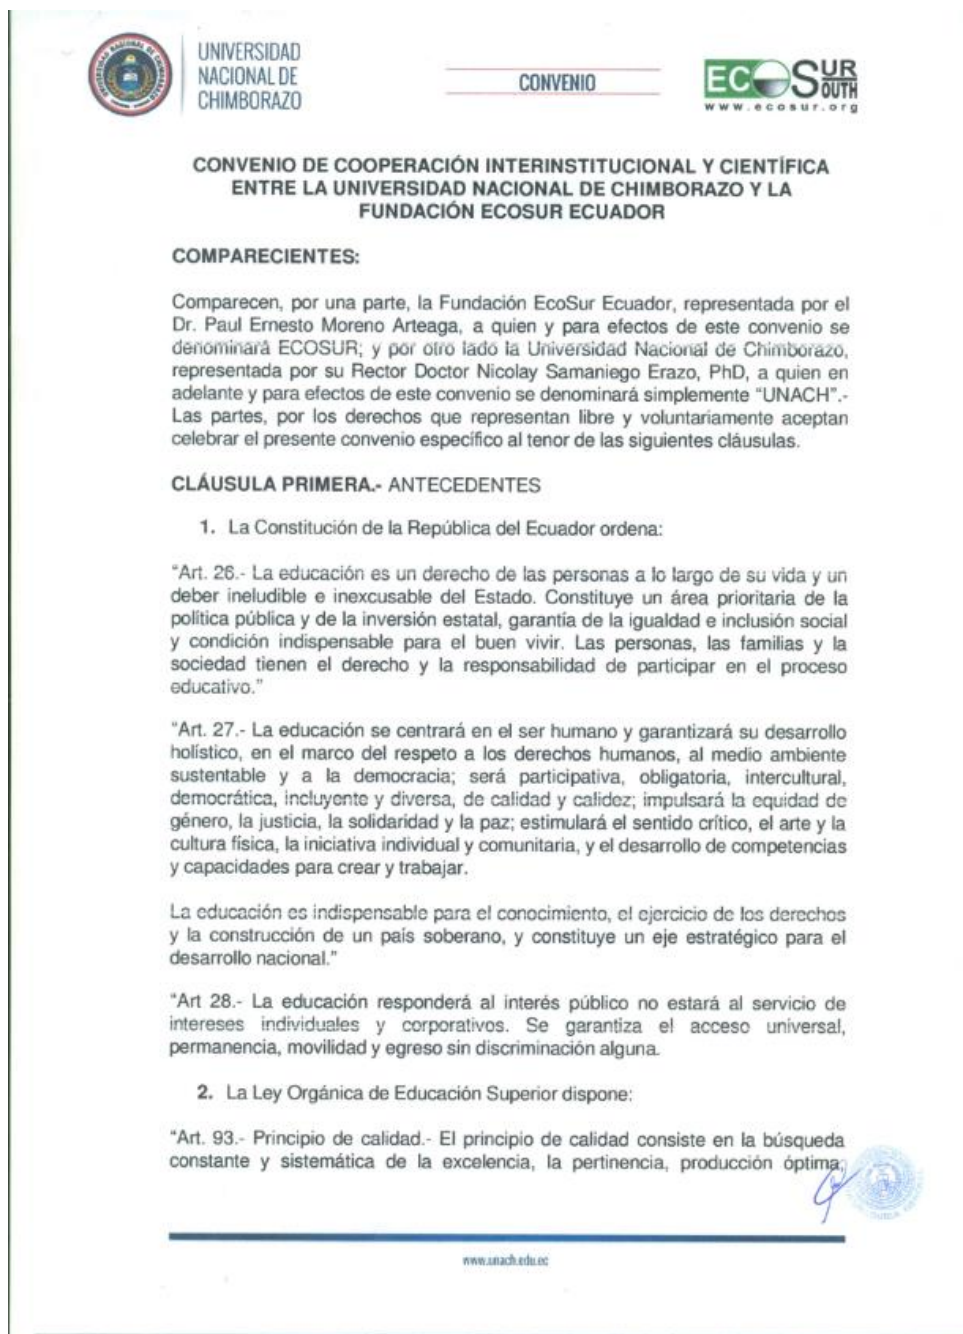 UNIVERSIDAD
NACIONAL DE
CHIMBORAZO
CONVENIO
ECOSUR
SOUTH
www.ecosur.org
CONVENIO DE COOPERACIÓN INTERINSTITUCIONAL Y CIENTÍFICA
ENTRE LA UNIVERSIDAD NACIONAL DE CHIMBORAZO Y LA
FUNDACIÓN ECOSUR ECUADOR
COMPARECIENTES:
Comparecen, por una parte, la Fundación EcoSur Ecuador, representada por el
Dr. Paul Ernesto Moreno Arteaga, a quien y para efectos de este convenio se
denominará ECOSUR; y por otro lado la Universidad Nacional de Chimborazo,
representada por su Rector Doctor Nicolay Samaniego Erazo, PhD, a quien en
adelante y para efectos de este convenio se denominará simplemente “UNACH”.-
Las partes, por los derechos que representan libre y voluntariamente aceptan
celebrar el presente convenio específico al tenor de las siguientes cláusulas.
CLÁUSULA PRIMERA.- ANTECEDENTES
1. La Constitución de la República del Ecuador ordena:
“Art. 26.- La educación es un derecho de las personas a lo largo de su vida y un
deber ineludible e inexcusable del Estado. Constituye un área prioritaria de la
política pública y de la inversión estatal, garantía de la igualdad e inclusión social
y condición indispensable para el buen vivir. Las personas, las familias y la
sociedad tienen el derecho y la responsabilidad de participar en el proceso
educativo.”
“Art. 27.- La educación se centrará en el ser humano y garantizará su desarrollo
holístico, en el marco del respeto a los derechos humanos, al medio ambiente
sustentable y a la democracia; será participativa, obligatoria, intercultural,
democrática, incluyente y diversa, de calidad y calidez; impulsará la equidad de
género, la justicia, la solidaridad y la paz; estimulará el sentido crítico, el arte y la
cultura física, la iniciativa individual y comunitaria, y el desarrollo de competencias
y capacidades para crear y trabajar.
La educación es indispensable para el conocimiento, el ejercicio de los derechos
y la construcción de un país soberano, y constituye un eje estratégico para el
desarrollo nacional.”
“Art 28.- La educación responderá al interés público no estará al servicio de
intereses individuales y corporativos. Se garantiza el acceso universal,
permanencia, movilidad y egreso sin discriminación alguna.
2. La Ley Orgánica de Educación Superior dispone:
“Art. 93.- Principio de calidad.- El principio de calidad consiste en la búsqueda
constante y sistemática de la excelencia, la pertinencia, producción óptima,
www.unach.edu.ec